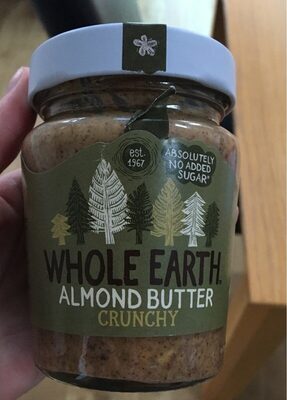 est.
1967
ABSOLUTELY
NO ADDED
SUGAR*
WHOLE EARTH
ALMOND BUTTER
CRUNCHY